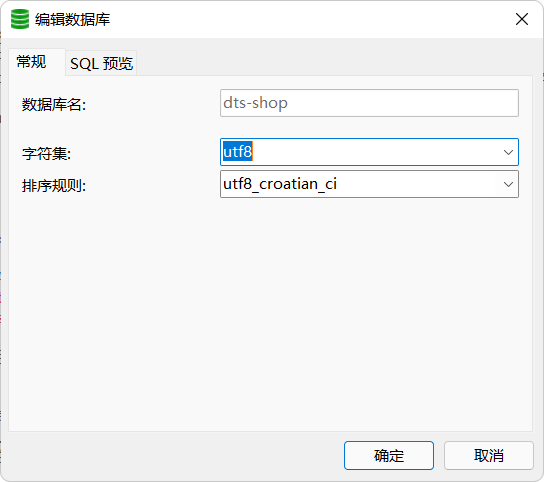 编辑数据库
常规 SQL 预览
数据库名: dts-shop
字符集: utf8
排序规则: utf8_croatian_ci
确定 取消